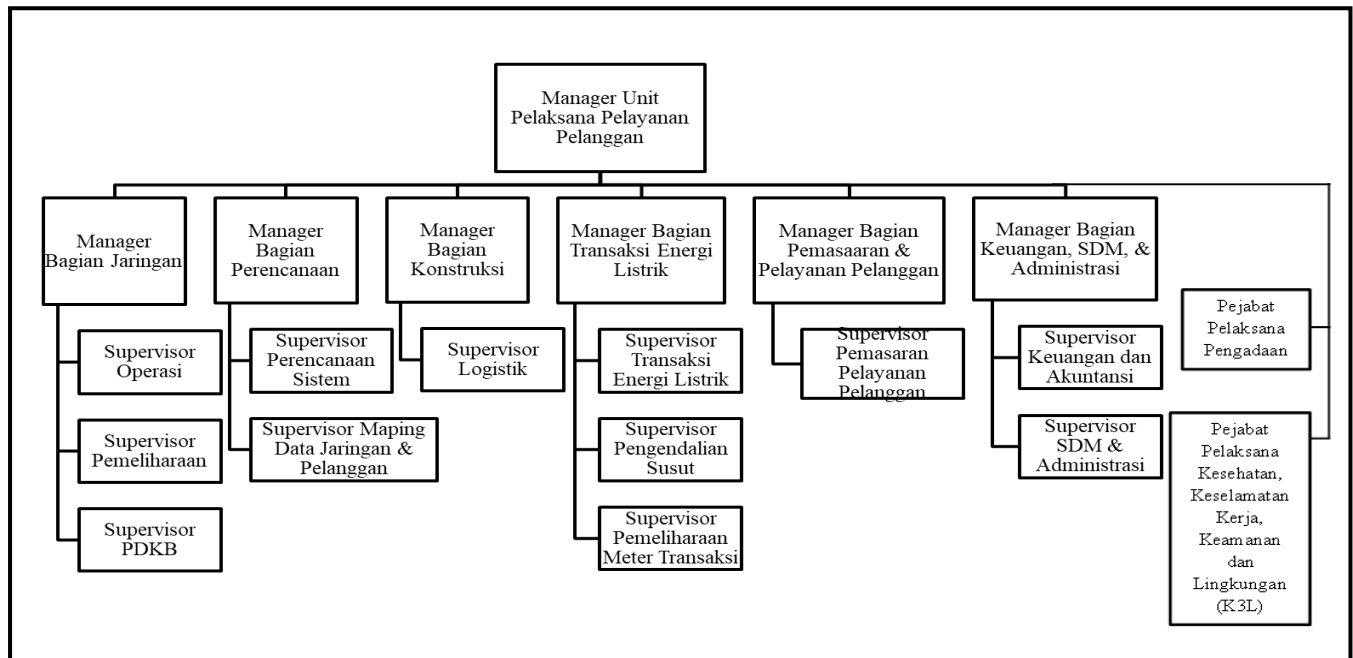 Manager Unit
Pelaksana Pelayanan
Pelanggan
Manager
Bagian Jaringan
Manager
Bagian
Perencanaan
Manager
Bagian
Konstruksi
Manager Bagian
Transaksi Energi
Listrik
Manager Bagian
Pemasaaran &
Pelayanan Pelanggan
Manager Bagian
Keuangan, SDM, &
Administrasi
Supervisor
Operasi
Supervisor
Pemeliharaan
Supervisor
PDKB
Supervisor
Perencanaan
Sistem
Supervisor Maping
Data Jaringan &
Pelanggan
Supervisor
Logistik
Supervisor
Transaksi
Energi Listrik
Supervisor
Pengendalian
Susut
Supervisor
Pemeliharaan
Meter Transaksi
Supervisor
Pemasaran
Pelayanan
Pelanggan
Supervisor
Keuangan dan
Akuntansi
Supervisor
SDM &
Administrasi
Pejabat
Pelaksana
Pengadaan
Pejabat
Pelaksana
Kesehatan,
Keselamatan
Kerja,
Keamanan
dan
Lingkungan
(K3L)